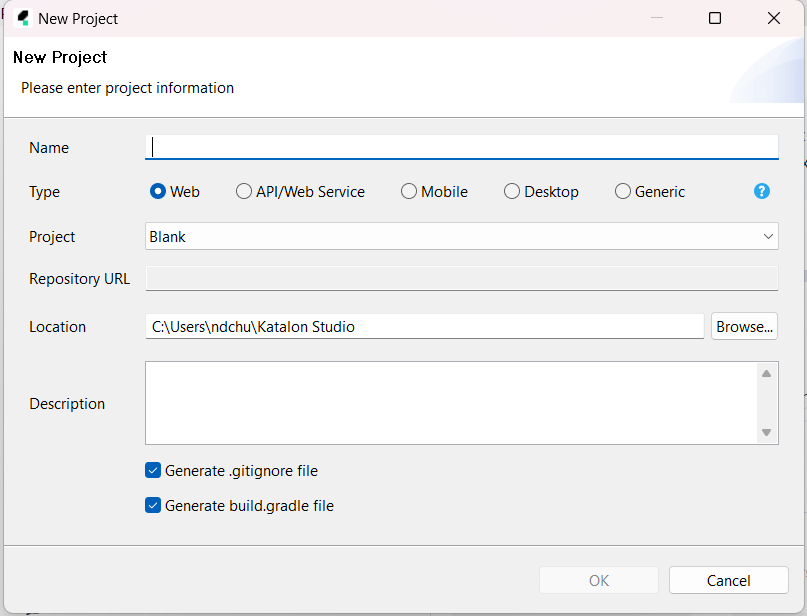 New Project
New Project
Please enter project information
Name
Type Web API/Web Service Mobile Desktop Generic ?
Project Blank
Repository URL
Location C:\Users\ndchu\Katalon Studio Browse...
Description
Generate .gitignore file
Generate build.gradle file
OK Cancel